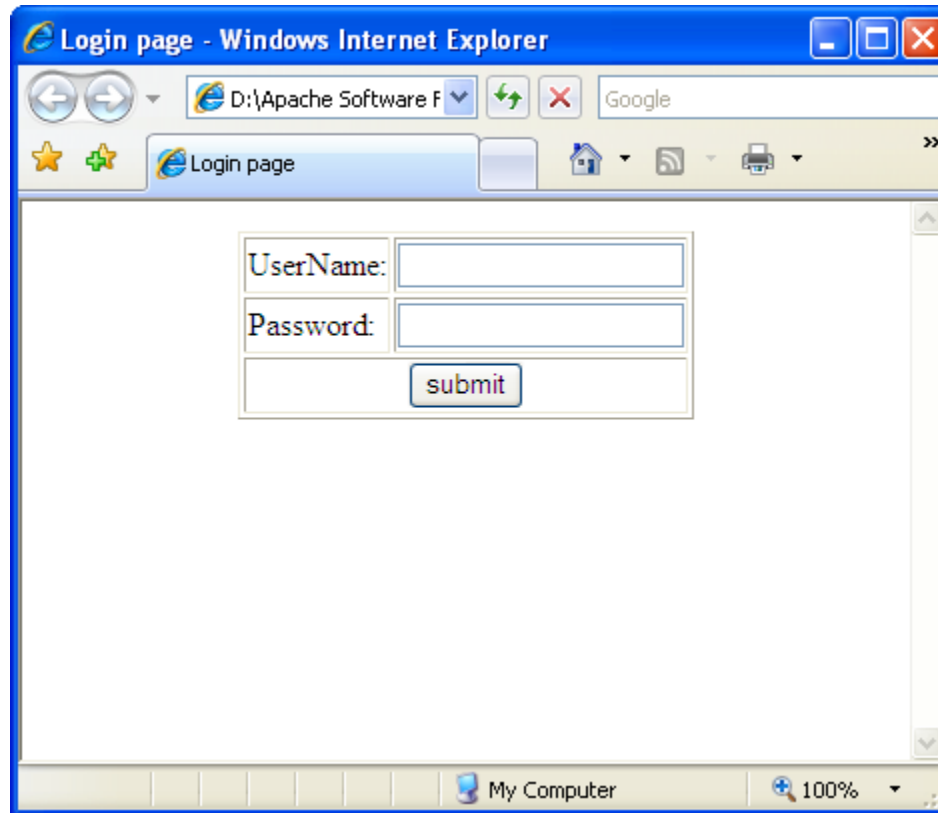 Login page - Windows Internet Explorer
D:\Apache Software F
Google
Login page
»
UserName:
Password:
submit
My Computer
100%